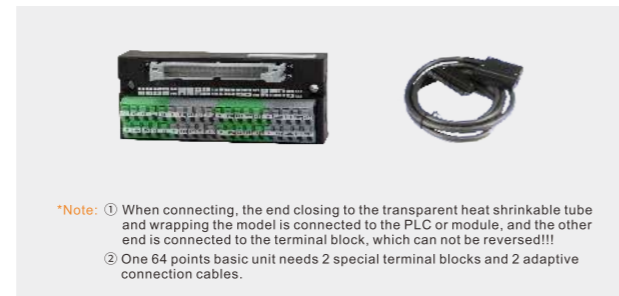 *Note: ① When connecting, the end closing to the transparent heat shrinkable tube
and wrapping the model is connected to the PLC or module, and the other
end is connected to the terminal block, which can not be reversed!!!
② One 64 points basic unit needs 2 special terminal blocks and 2 adaptive
connection cables.